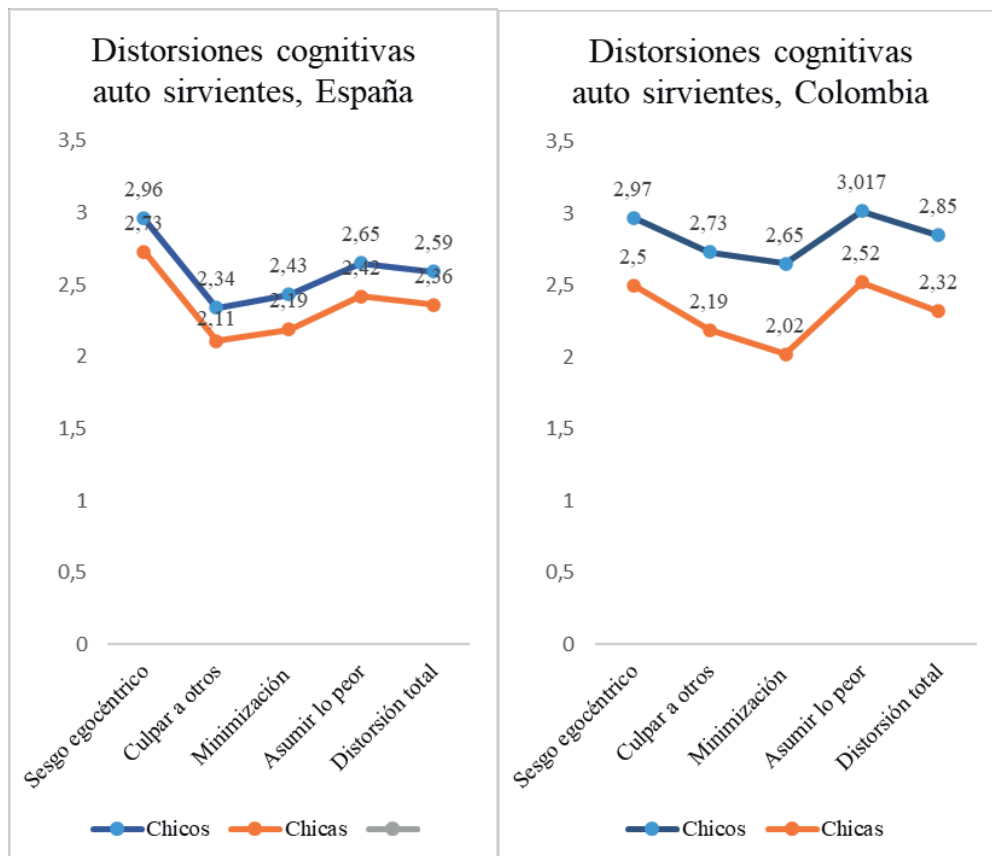 Distorsiones cognitivas
auto sirvientes, España
3,5
3
2,5
2
1,5
1
0,5
0
2,96
2,34
2,43
2,65
2,59
2,73
2,11
2,19
2,42
2,36
Sesgo egocéntrico
Culpar a otros
Minimización
Asumir lo peor
Distorsión total
Chicos
Chicas
Distorsiones cognitivas
auto sirvientes, Colombia
3,5
3
2,5
2
1,5
1
0,5
0
2,97
2,73
2,65
3,017
2,85
2,5
2,19
2,02
2,52
2,32
Sesgo egocéntrico
Culpar a otros
Minimización
Asumir lo peor
Distorsión total
Chicos
Chicas